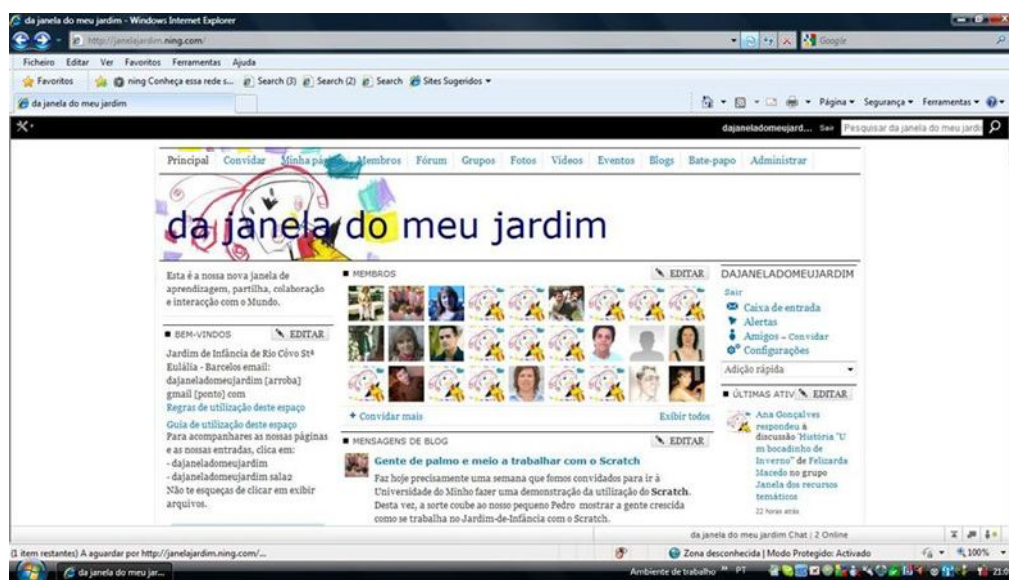 da janela do meu jardim - Windows Internet Explorer
http://janelajardim.ning.com/
Google
Ficheiro Editar Ver Favoritos Ferramentas Ajuda
Favoritos ning Conheça essa rede s... Search (3) Search (2) Search Sites Sugeridos
da janela do meu jardim
Página Segurança Ferramentas
dajaneladomeujard... Sair Pesquisar da janela do meu jardi
Principal Convidar Minha página Membros Fórum Grupos Fotos Vídeos Eventos Blogs Bate-papo Administrar
da janela do meu jardim
Esta é a nossa nova janela de
aprendizagem, partilha, colaboração
e interacção com o Mundo.
BEM-VINDOS EDITAR
Jardim de Infância de Rio Côvo Stª
Eulália - Barcelos email:
dajaneladomeujardim [arroba]
gmail [ponto] com
Regras de utilização deste espaço
Guia de utilização deste espaço
Para acompanhares as nossas páginas
e as nossas entradas, clica em:
- dajaneladomeujardim
- dajaneladomeujardim sala2
Não te esqueças de clicar em exibir
arquivos.
MEMBROS EDITAR
+ Convidar mais Exibir todos
MENSAGENS DE BLOG EDITAR
Gente de palmo e meio a trabalhar com o Scratch
Faz hoje precisamente uma semana que fomos convidados para ir à
Universidade do Minho fazer uma demonstração da utilização do Scratch.
Desta vez, a sorte coube ao nosso pequeno Pedro mostrar a gente crescida
como se trabalha no Jardim-de-Infância com o Scratch.
DAJANELADOMEUJARDIM
Sair
Caixa de entrada
Alertas
Amigos – Convidar
Configurações
Adição rápida
ÚLTIMAS ATIV EDITAR
Ana Gonçalves
respondeu à
discussão 'História "U
m bocadinho de
Inverno"' de Felizarda
Macedo no grupo
Janela dos recursos
temáticos
22 horas atrás
da janela do meu jardim Chat | 2 Online
(1 item restantes) A aguardar por http://janelajardim.ning.com/...
Zona desconhecida | Modo Protegido: Activado 100%
da janela do meu jar...
Ambiente de trabalho PT